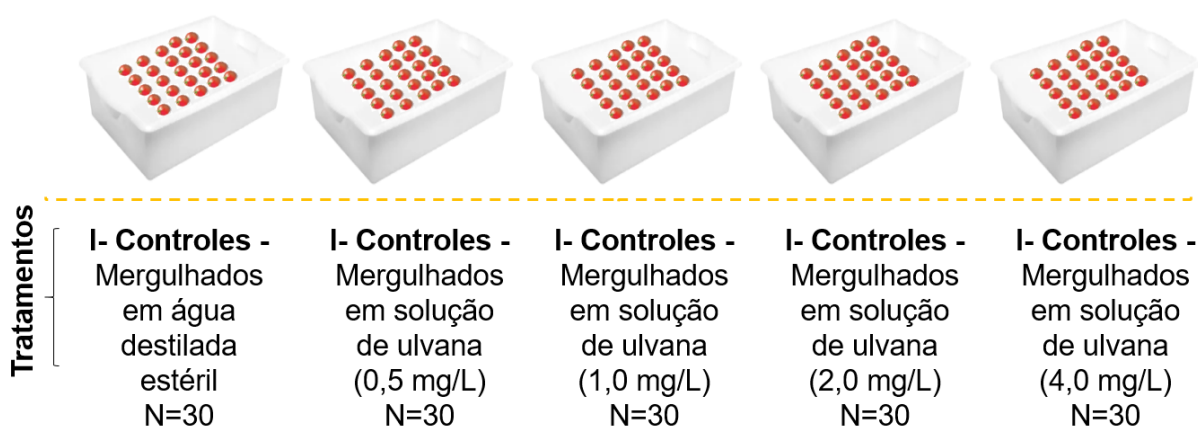 Tratamentos
I- Controles -
Mergulhados
em água
destilada
estéril
N=30
I- Controles -
Mergulhados
em solução
de ulvana
(0,5 mg/L)
N=30
I- Controles -
Mergulhados
em solução
de ulvana
(1,0 mg/L)
N=30
I- Controles -
Mergulhados
em solução
de ulvana
(2,0 mg/L)
N=30
I- Controles -
Mergulhados
em solução
de ulvana
(4,0 mg/L)
N=30